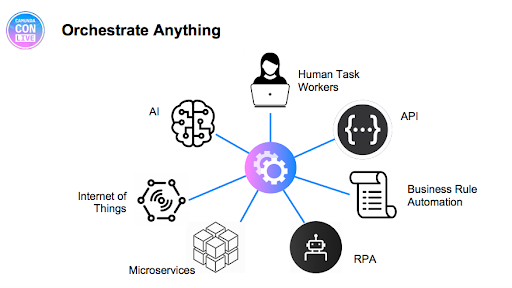 CAMUNDA
CON
LIVE
Orchestrate Anything
Human Task
Workers
AI
API
{···}
Internet of
Things
Business Rule
Automation
Microservices
RPA